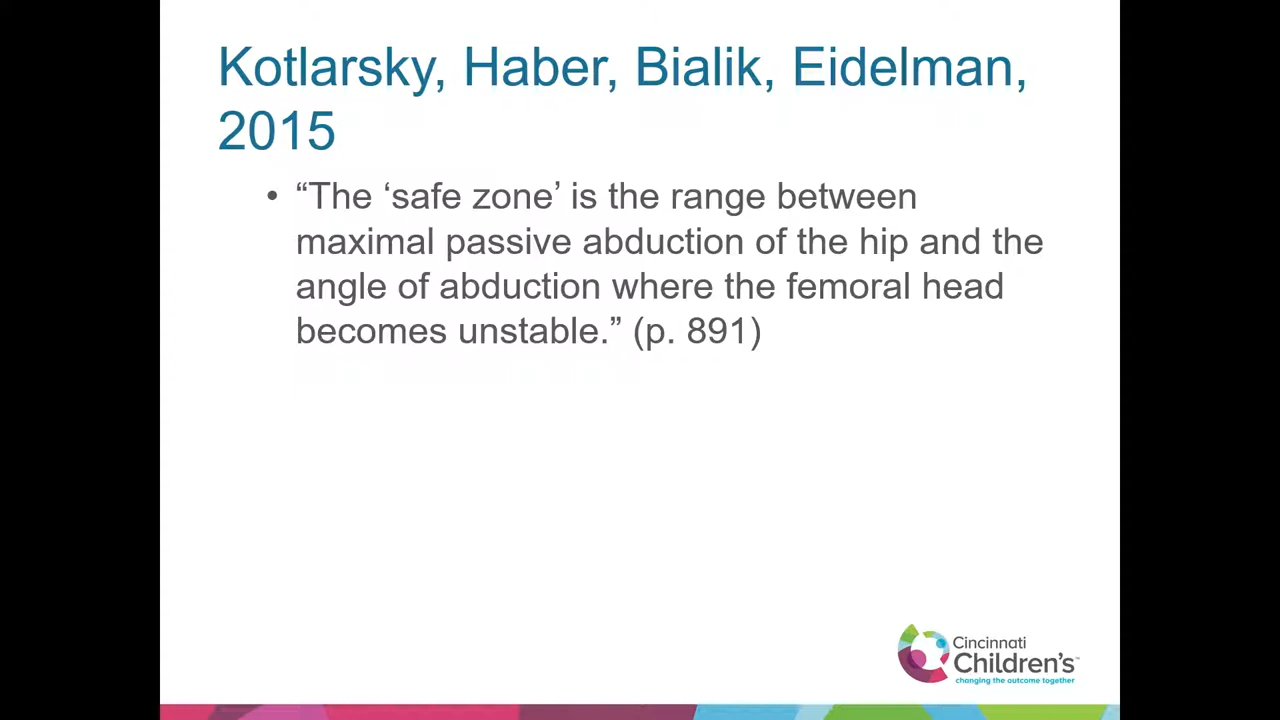 Kotlarsky, Haber, Bialik, Eidelman,
2015
• “The ‘safe zone’ is the range between
maximal passive abduction of the hip and the
angle of abduction where the femoral head
becomes unstable.” (p. 891)
Cincinnati
Children’s™
changing the outcome together